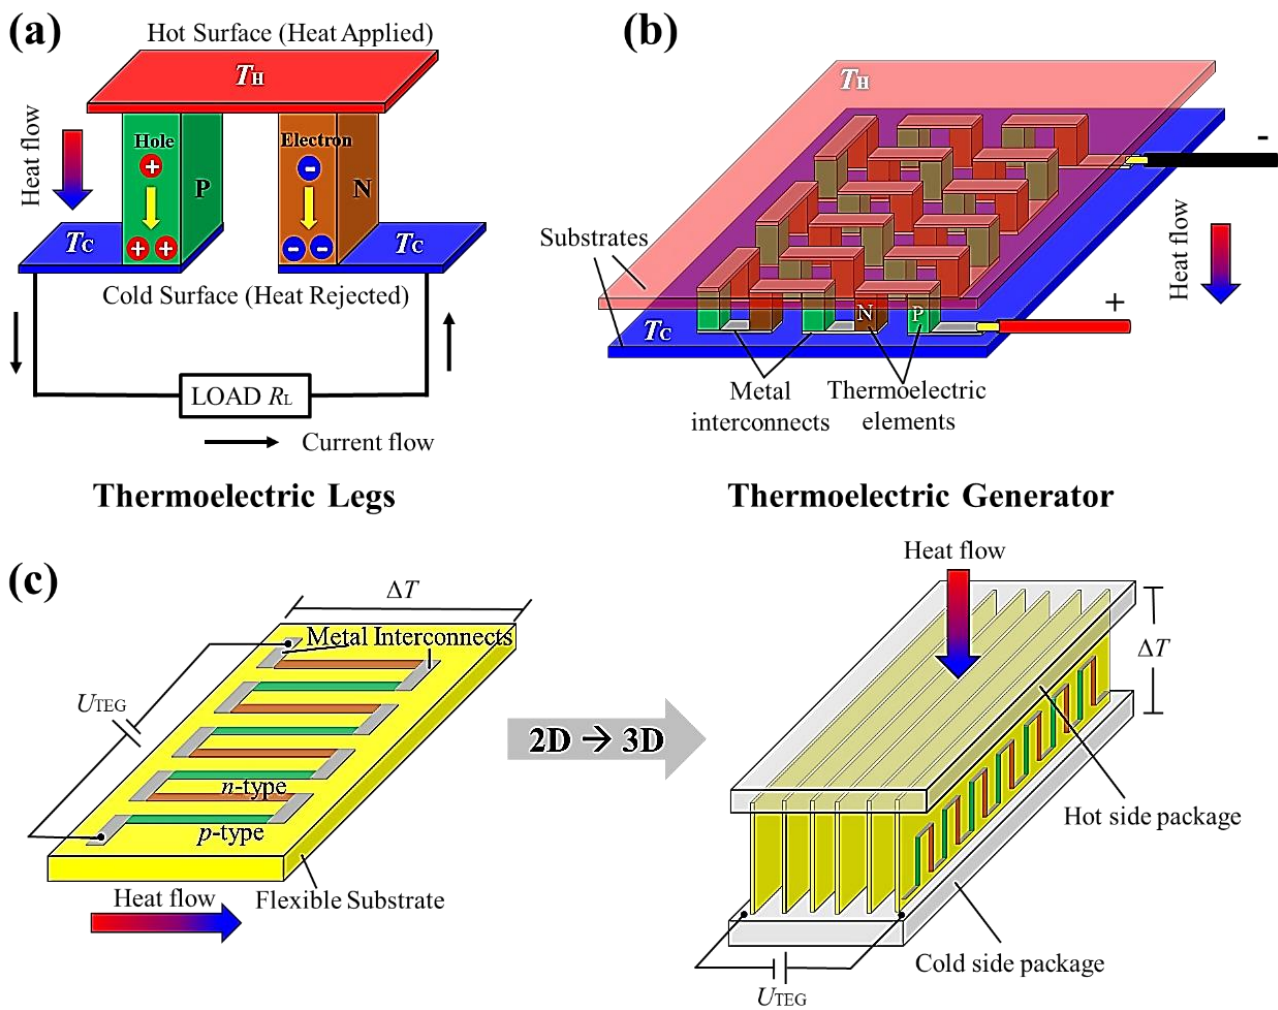 (a)
Hot Surface (Heat Applied)
TH
Heat flow
Hole
+
P
Electron
-
N
TC
+ +
- -
TC
Cold Surface (Heat Rejected)
LOAD RL
Current flow
Thermoelectric Legs
(b)
TH
-
Substrates
Heat flow
+
N
P
TC
Metal
interconnects
Thermoelectric
elements
Thermoelectric Generator
(c)
ΔT
Metal Interconnects
UTEG
n-type
p-type
Flexible Substrate
Heat flow
2D → 3D
Heat flow
ΔT
Hot side package
Cold side package
UTEG